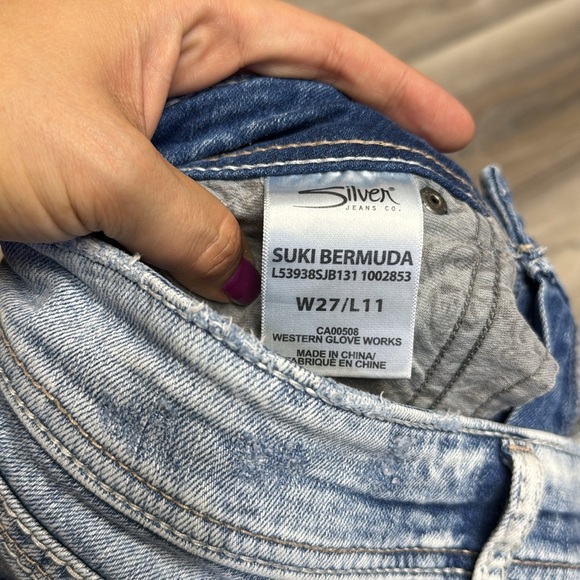 Silver
JEANS CO.
SUKI BERMUDA
L53938SJB131 1002853
W27/L11
CA00508
WESTERN GLOVE WORKS
MADE IN CHINA/
FABRIQUÉ EN CHINE